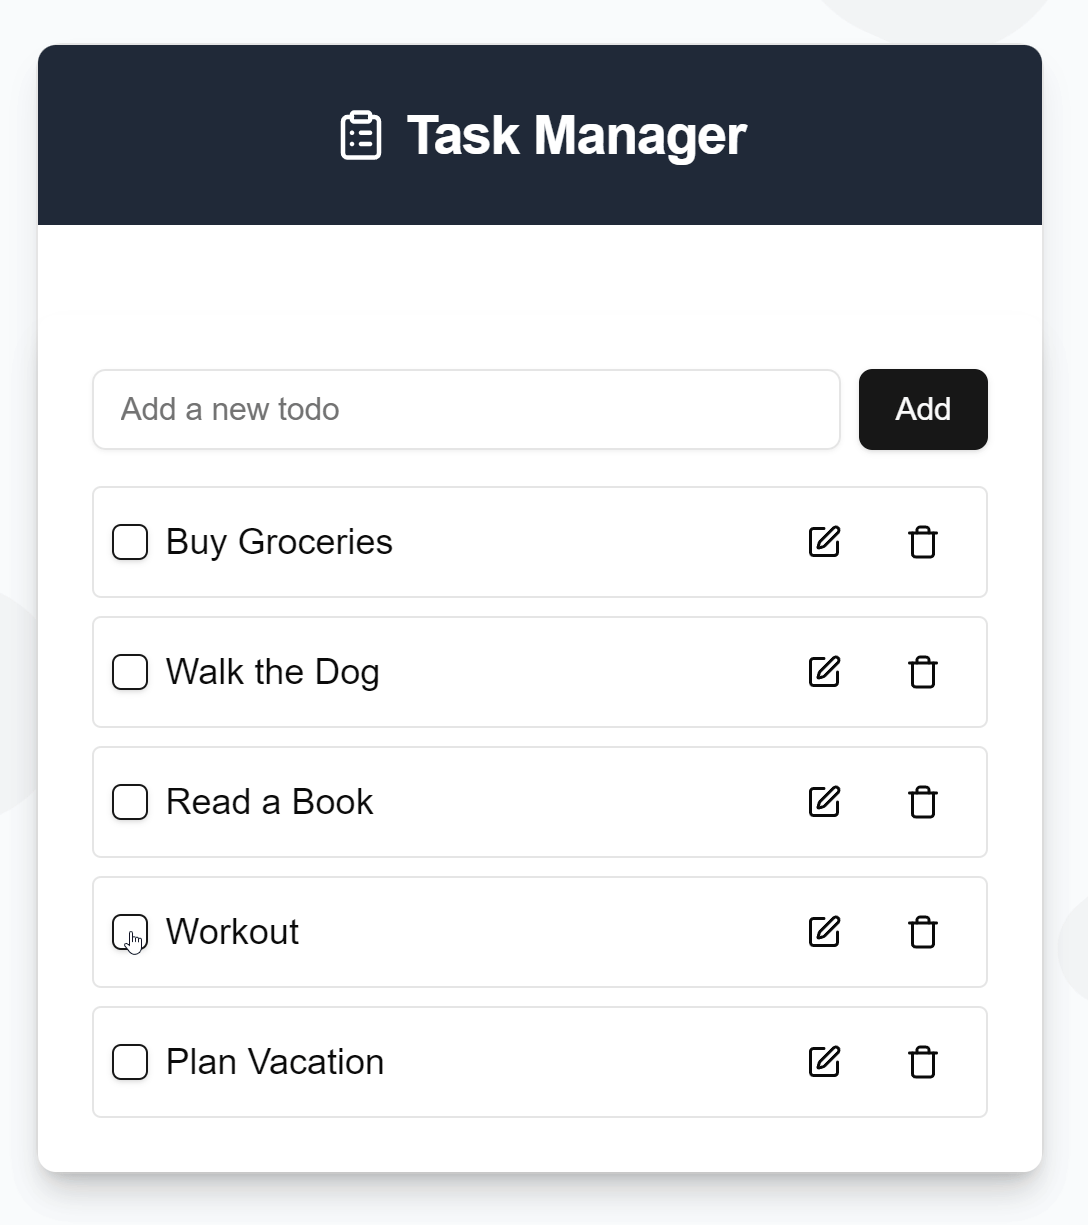 Task Manager
Add a new todo
Add
Buy Groceries
Walk the Dog
Read a Book
Workout
Plan Vacation